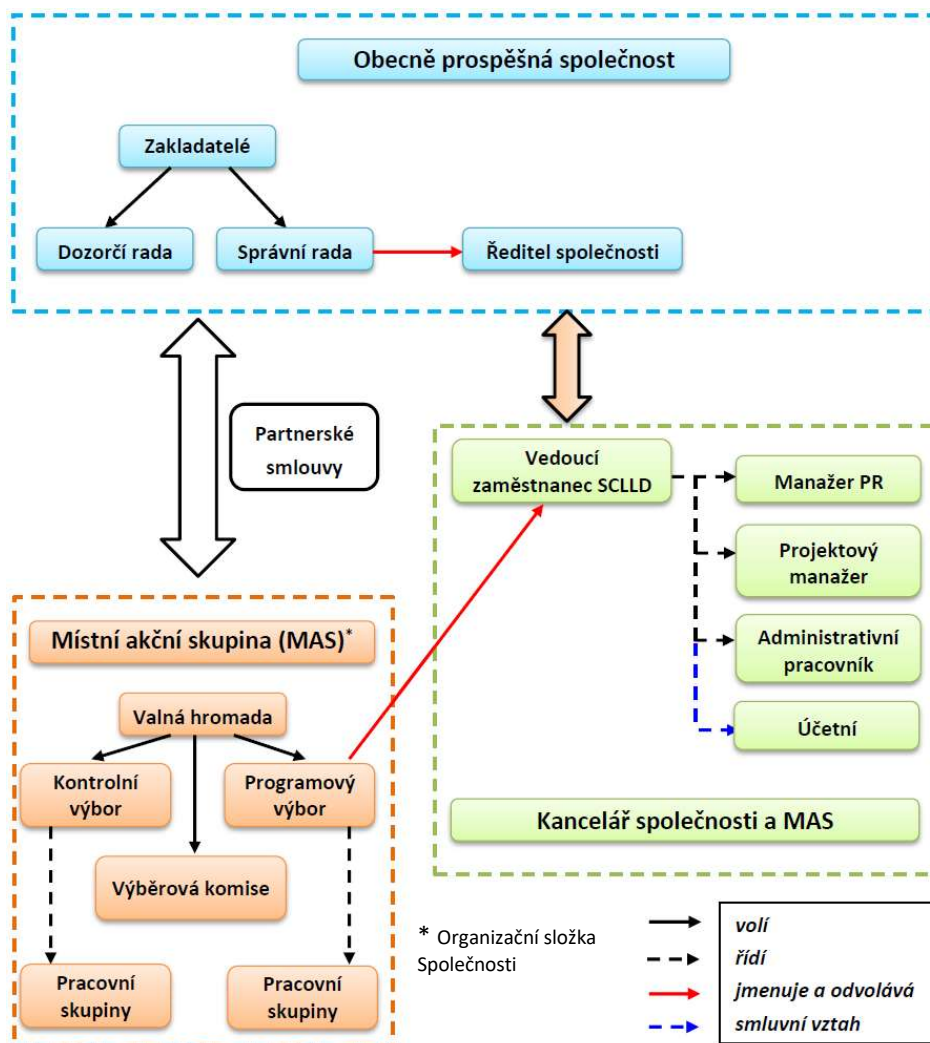 Obecně prospěšná společnost
Zakladatelé
Dozorčí rada
Správní rada
Ředitel společnosti
Partnerské
smlouvy
Vedoucí
zaměstnanec SCLLD
Manažer PR
Projektový
manažer
Administrativní
pracovník
Účetní
Kancelář společnosti a MAS
Místní akční skupina (MAS)*
Valná hromada
Kontrolní
výbor
Programový
výbor
Výběrová komise
Pracovní
skupiny
Pracovní
skupiny
* Organizační složka
Společnosti
volí
řídí
jmenuje a odvolává
smluvní vztah